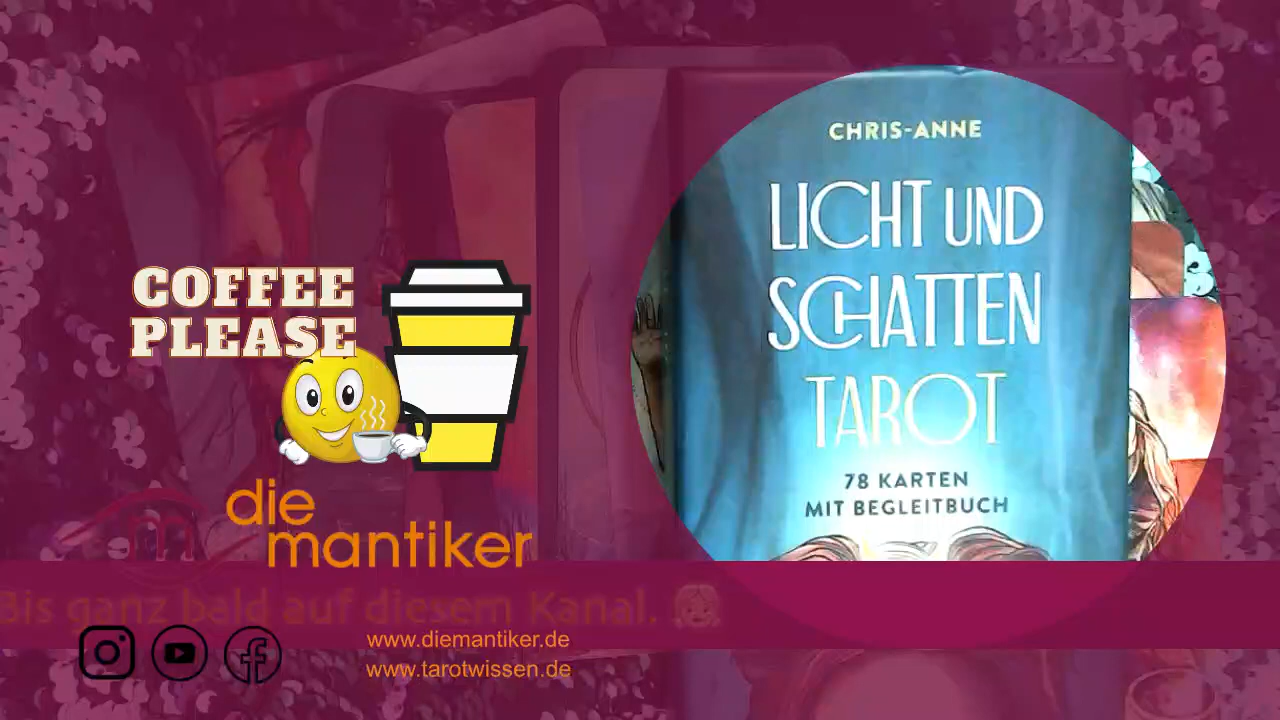 COFFEE
PLEASE
die
mantiker
Bis ganz bald auf diesem Kanal.
www.diemantiker.de
www.tarotwissen.de
CHRIS-ANNE
LICHT UND
SCHATTEN
TAROT
78 KARTEN
MIT BEGLEITBUCH